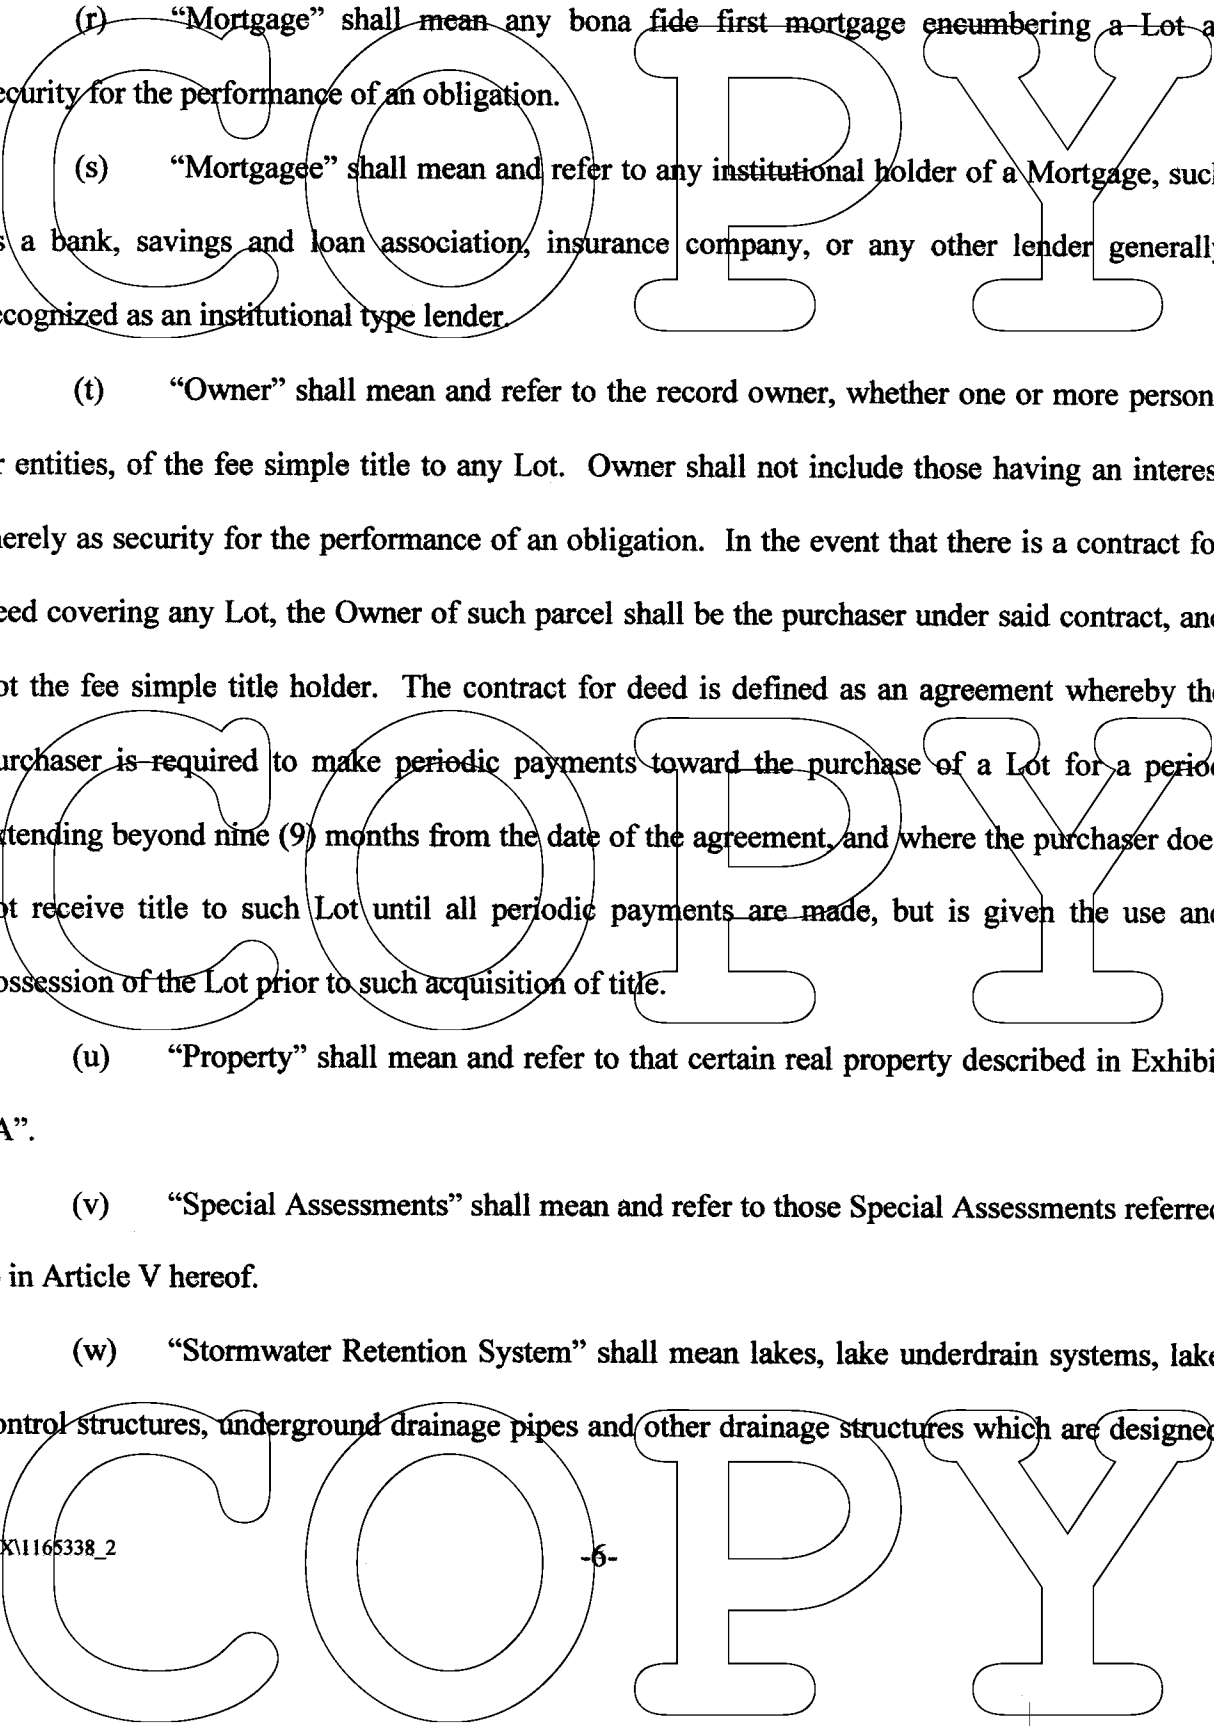 (r) “Mortgage” shall mean any bona fide first mortgage encumbering a Lot a
ecurity for the performance of an obligation.
(s) “Mortgagee” shall mean and refer to any institutional holder of a Mortgage, such
s a bank, savings and loan association, insurance company, or any other lender generally
ecognized as an institutional type lender.
(t) “Owner” shall mean and refer to the record owner, whether one or more person
r entities, of the fee simple title to any Lot. Owner shall not include those having an interes
erely as security for the performance of an obligation. In the event that there is a contract fo
eed covering any Lot, the Owner of such parcel shall be the purchaser under said contract, and
ot the fee simple title holder. The contract for deed is defined as an agreement whereby the
urchaser is required to make periodic payments toward the purchase of a Lot for a period
tending beyond nine (9) months from the date of the agreement, and where the purchaser doe
ot receive title to such Lot until all periodic payments are made, but is given the use and
ossession of the Lot prior to such acquisition of title.
(u) “Property” shall mean and refer to that certain real property described in Exhibi
A”.
(v) “Special Assessments” shall mean and refer to those Special Assessments referred
in Article V hereof.
(w) “Stormwater Retention System” shall mean lakes, lake underdrain systems, lake
ontrol structures, underground drainage pipes and other drainage structures which are designed
X\1165338_2
-6-
COPY
COPY
COPY